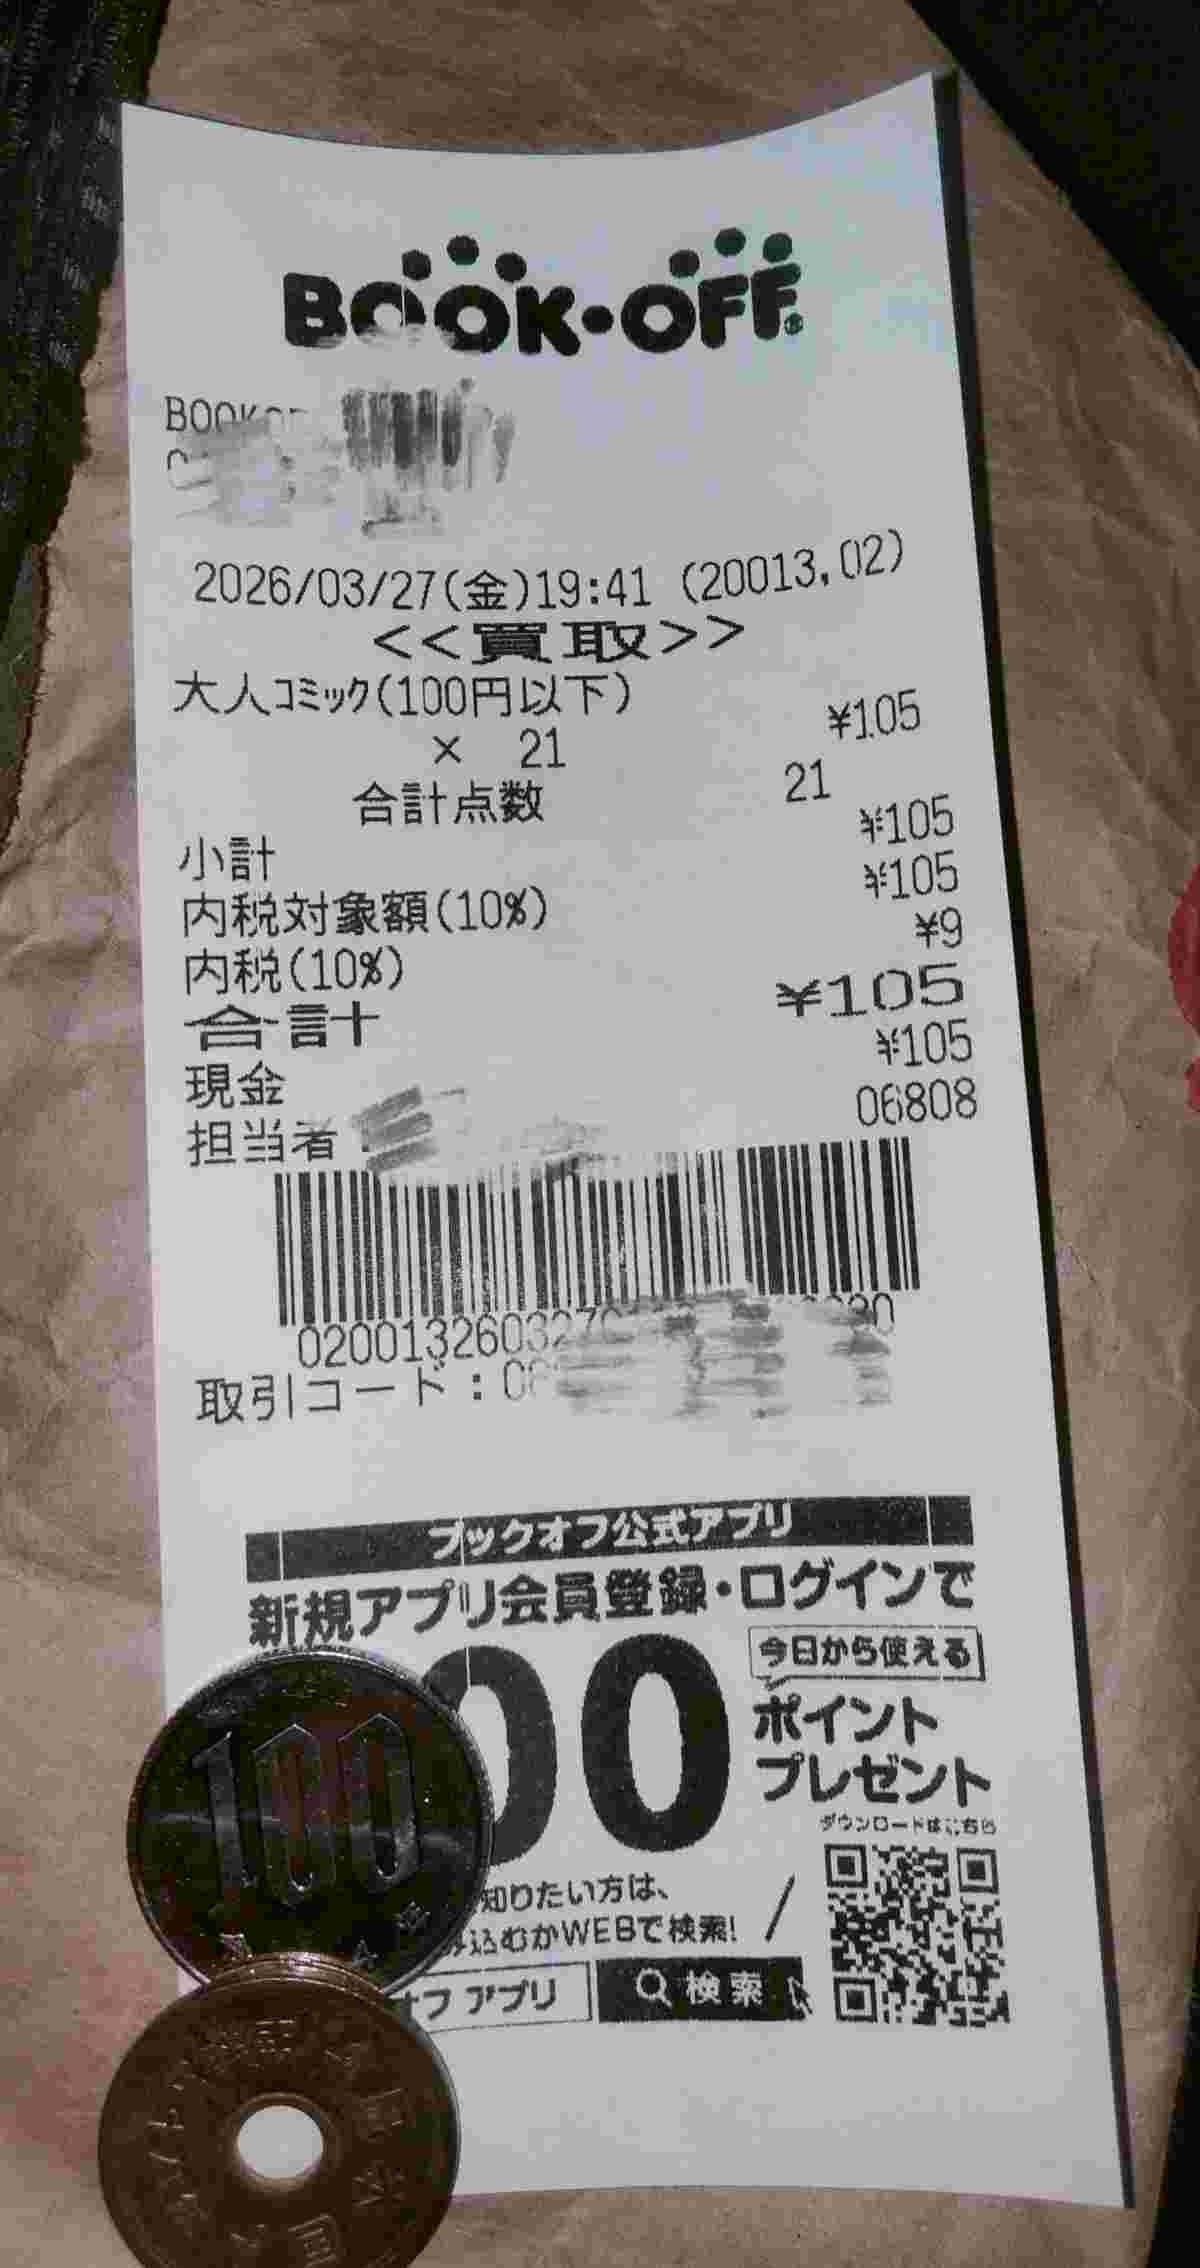 BOOK・OFF
2026/03/27(金)19:41 (20013,02)
<<買取>>
大人コミック(100円以下)
× 21 ¥105
合計点数 21
小計 ¥105
内税対象額(10%) ¥105
内税(10%) ¥9
合計 ¥105
現金 ¥105
担当者 06808
取引コード:
ブックオフ公式アプリ
新規アプリ会員登録・ログインで
00
今日から使える
ポイント
プレゼント
ダウンロードはこちら
知りたい方は、
込むかWEBで検索!
オフ アプリ 検索
100